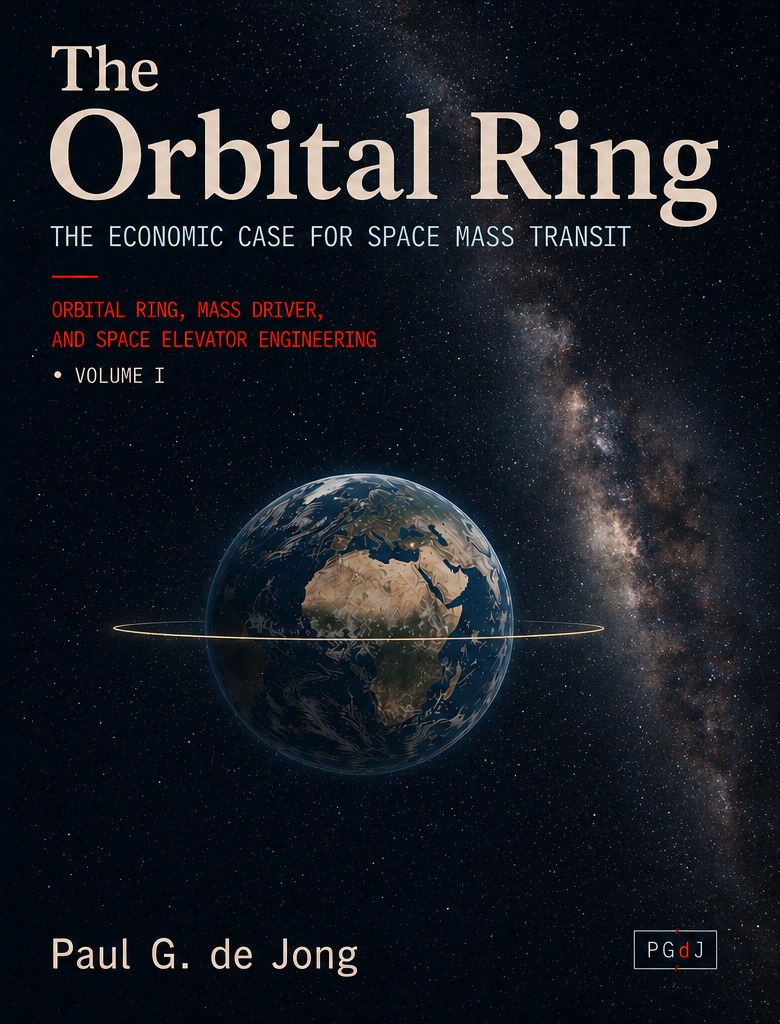 The
Orbital Ring
THE ECONOMIC CASE FOR SPACE MASS TRANSIT
ORBITAL RING, MASS DRIVER,
AND SPACE ELEVATOR ENGINEERING
• VOLUME I
Paul G. de Jong
PGdJ